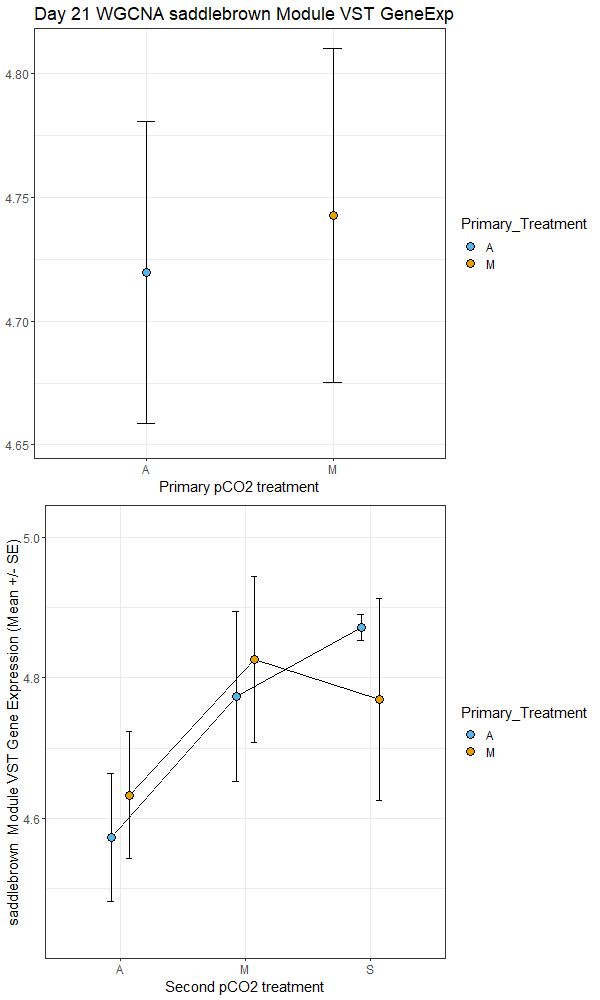 Day 21 WGCNA saddlebrown Module VST GeneExp
4.80
4.75
4.70
4.65
A
M
Primary pCO2 treatment
Primary_Treatment
A
M
saddlebrown Module VST Gene Expression (Mean +/- SE)
5.0
4.8
4.6
A
M
S
Second pCO2 treatment
Primary_Treatment
A
M